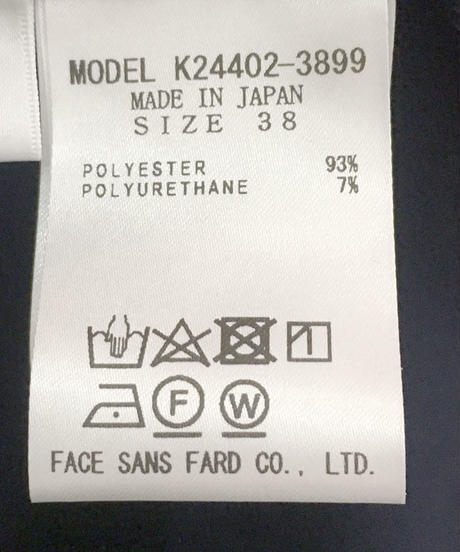 MODEL K24402-3899
MADE IN JAPAN
SIZE 38
POLYESTER 93%
POLYURETHANE 7%
F W
FACE SANS FARD CO., LTD.